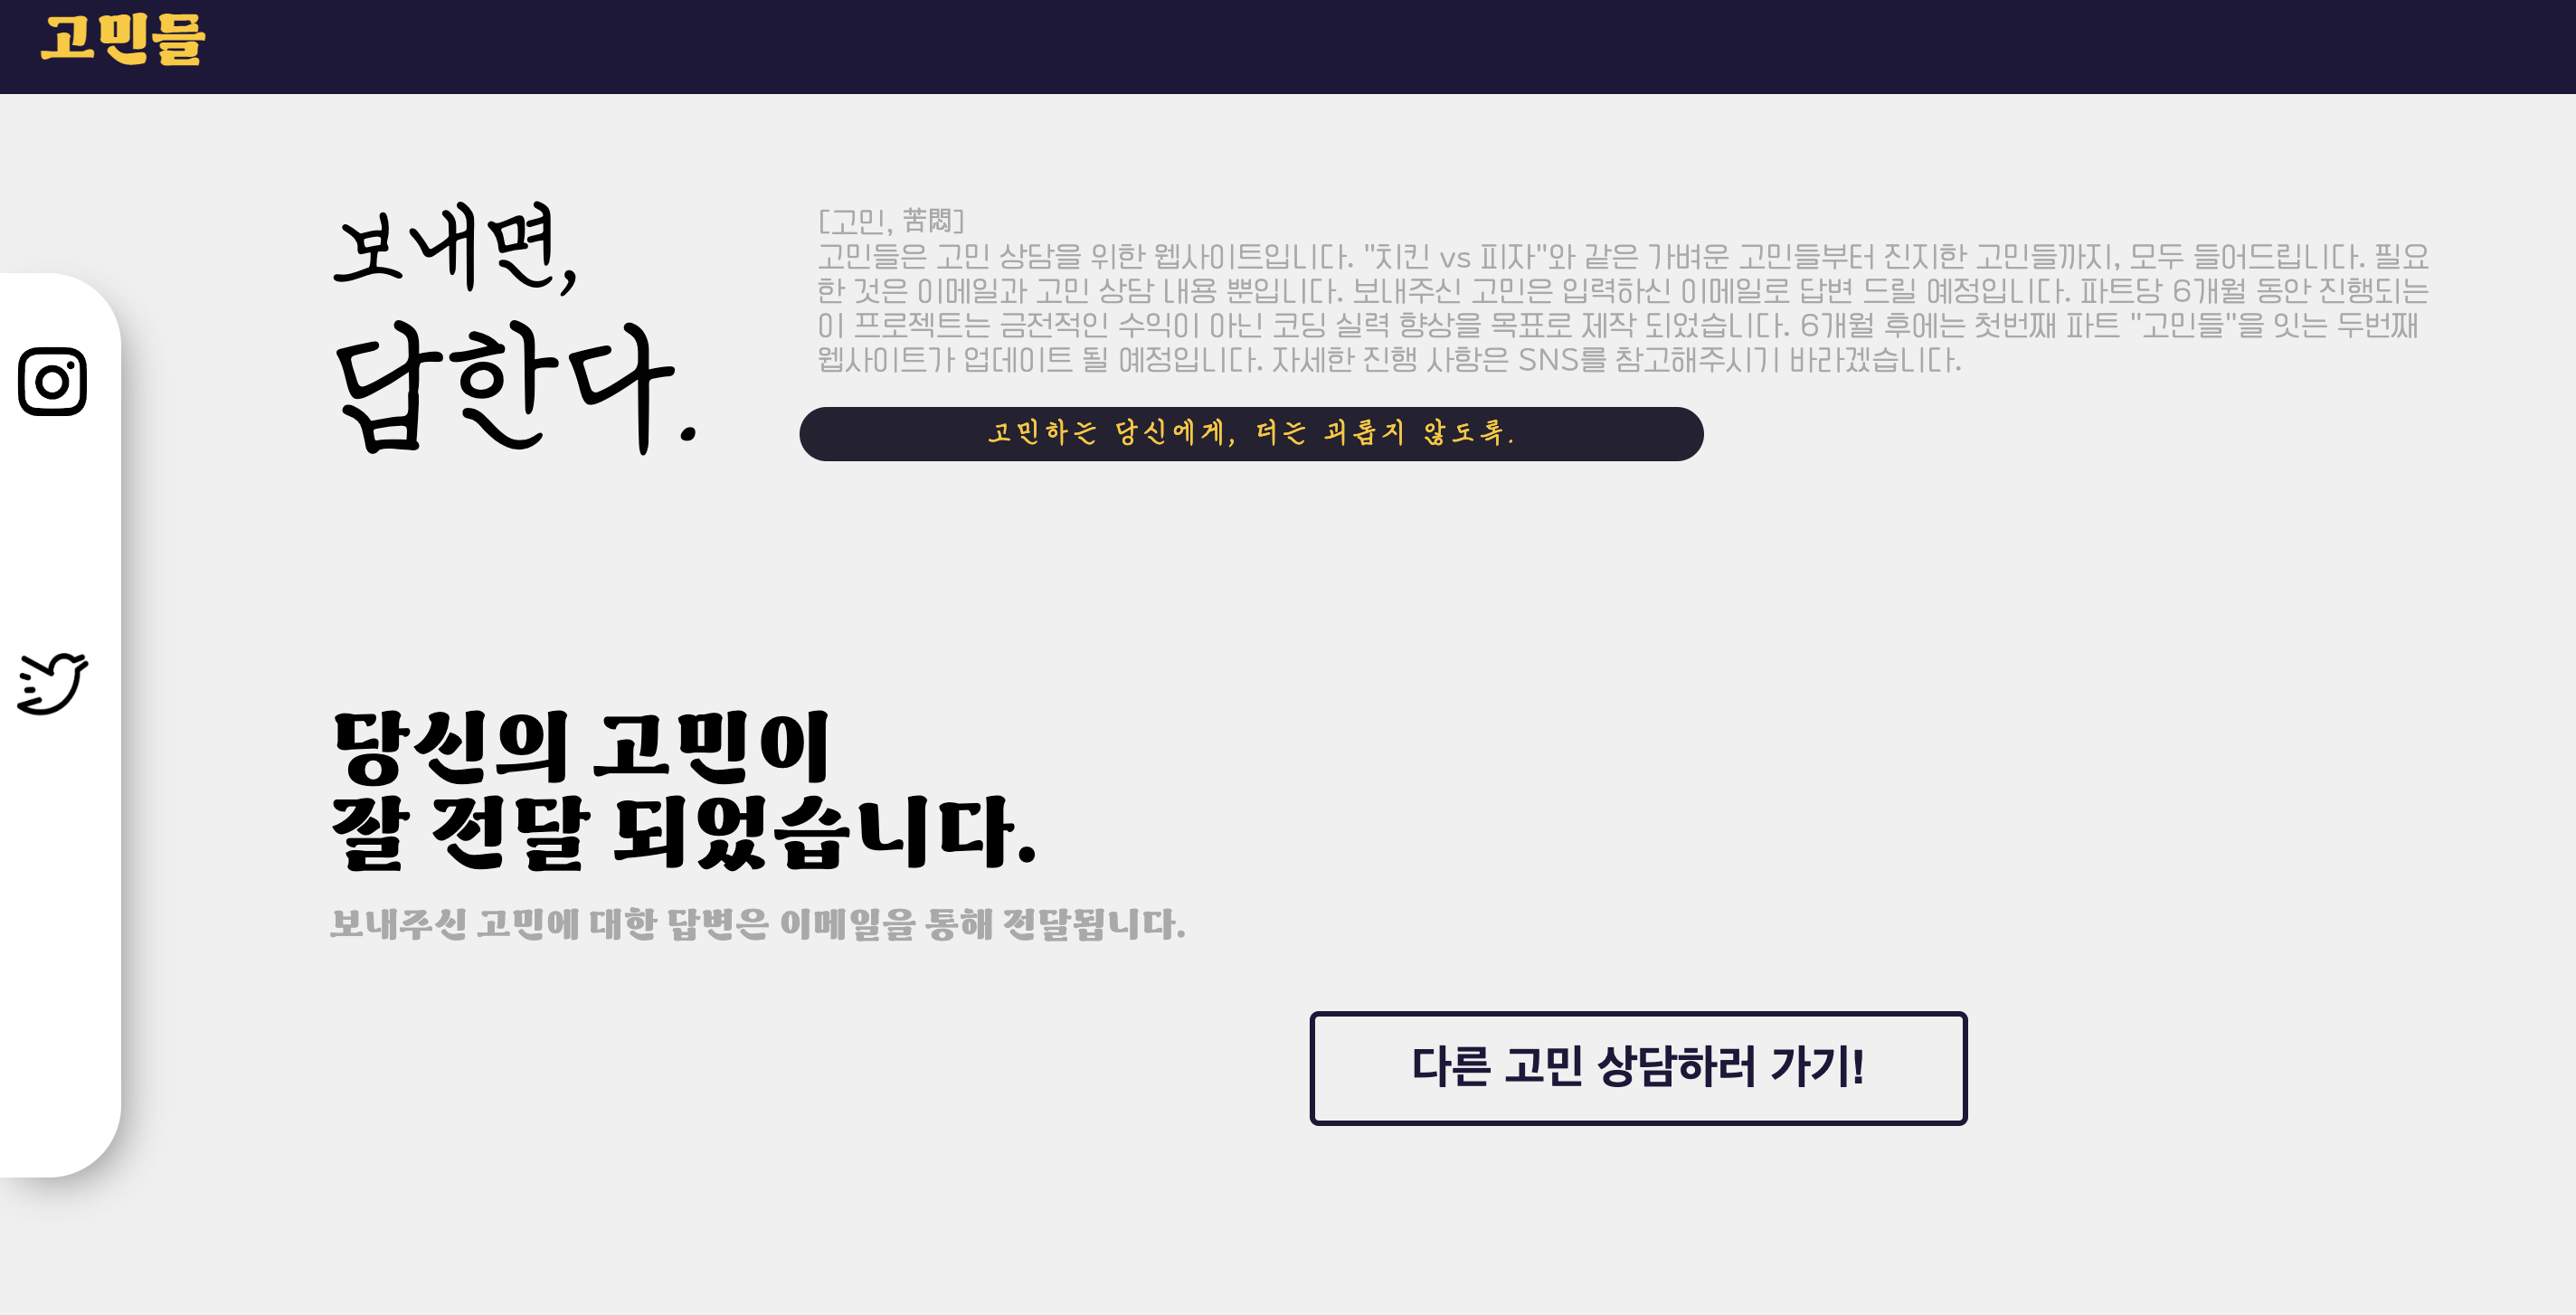 고민들
보내면,
답한다.
[고민, 苦悶]
고민들은 고민 상담을 위한 웹사이트입니다. "치킨 vs 피자"와 같은 가벼운 고민들부터 진지한 고민들까지, 모두 들어드립니다. 필요
한 것은 이메일과 고민 상담 내용 뿐입니다. 보내주신 고민은 입력하신 이메일로 답변 드릴 예정입니다. 파트당 6개월 동안 진행되는
이 프로젝트는 금전적인 수익이 아닌 코딩 실력 향상을 목표로 제작 되었습니다. 6개월 후에는 첫번째 파트 "고민들"을 잇는 두번째
웹사이트가 업데이트 될 예정입니다. 자세한 진행 사항은 SNS를 참고해주시기 바라겠습니다.
고민하는 당신에게, 더는 괴롭지 않도록.
당신의 고민이
잘 전달 되었습니다.
보내주신 고민에 대한 답변은 이메일을 통해 전달됩니다.
다른 고민 상담하러 가기!